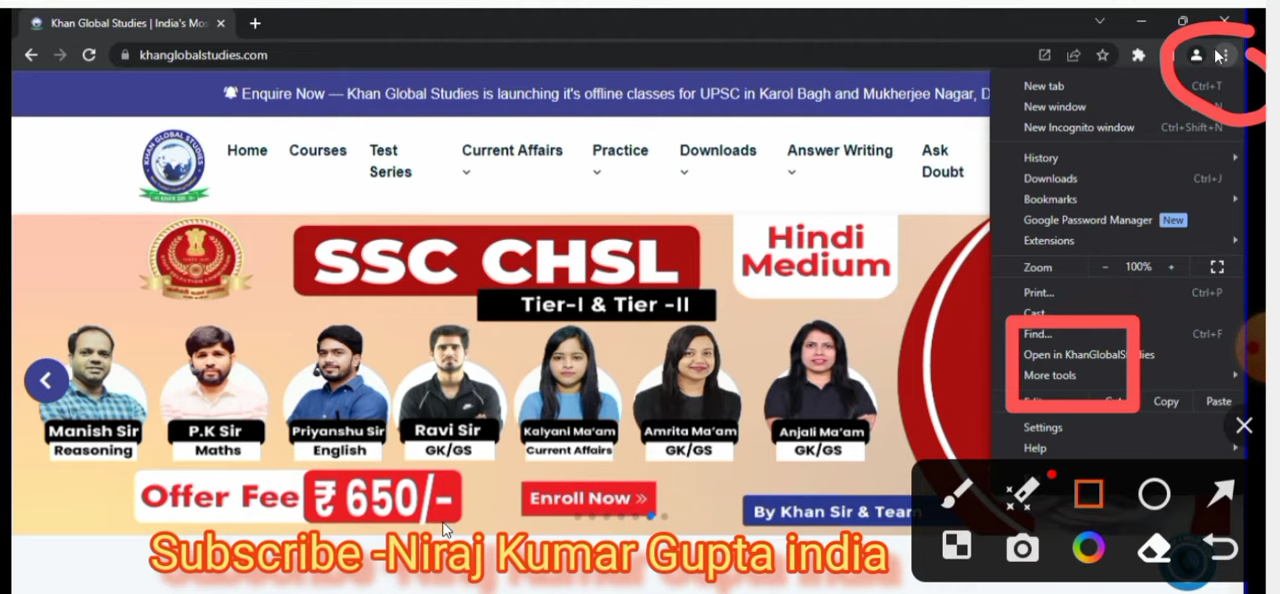 Khan Global Studies | India's Mos
khanglobalstudies.com
Enquire Now — Khan Global Studies is launching it's offline classes for UPSC in Karol Bagh and Mukherjee Nagar, D
KHAN GLOBAL STUDIES
Home Courses Test Series Current Affairs Practice Downloads Answer Writing Ask Doubt
New tab Ctrl+T
New window
New Incognito window Ctrl+Shift+N
History
Downloads Ctrl+J
Bookmarks
Google Password Manager New
Extensions
Zoom - 100% +
Print... Ctrl+P
Cast...
Find... Ctrl+F
Open in KhanGlobalStudies
More tools
Copy Paste
Settings
Help
SSC CHSL
Tier-I & Tier -II
Hindi
Medium
Manish Sir P.K Sir Priyanshu Sir Ravi Sir Kalyani Ma'am Amrita Ma'am Anjali Ma'am
Reasoning Maths English GK/GS Current Affairs GK/GS GK/GS
Offer Fee ₹ 650/- Enroll Now »
By Khan Sir & Team
Subscribe -Niraj Kumar Gupta india